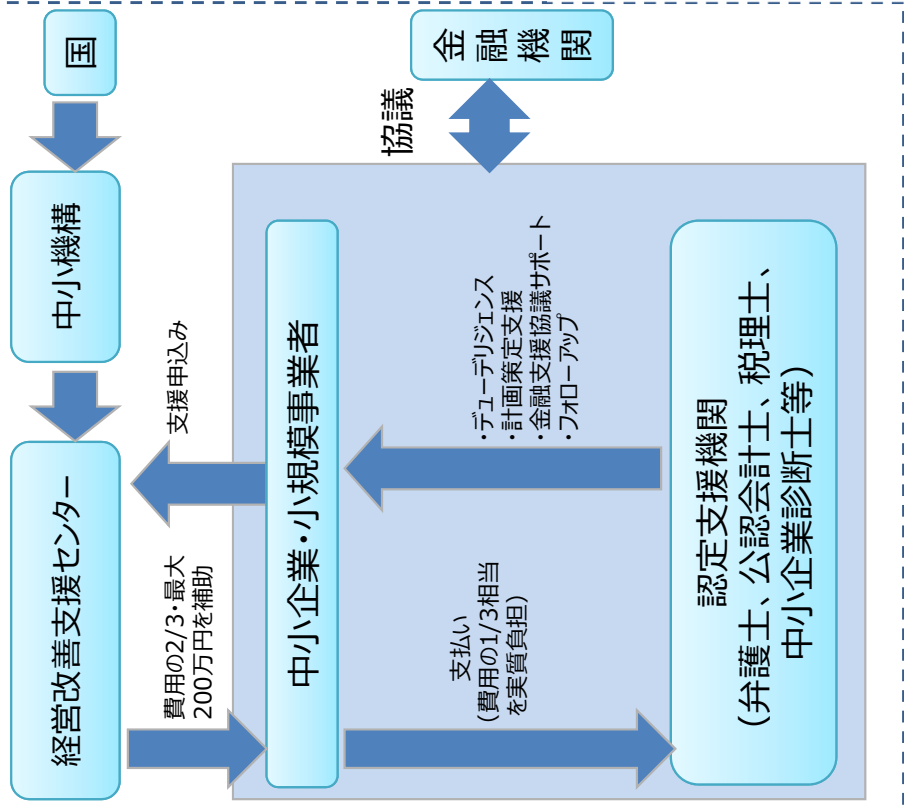 国
中小機構
経営改善支援センター
支援申込み
費用の2/3・最大
200万円を補助
中小企業・小規模事業者
・デューデリジェンス
・計画策定支援
・金融支援協議サポート
・フォローアップ
支払い
(費用の1/3相当
を実質負担)
認定支援機関
(弁護士、公認会計士、税理士、
中小企業診断士等)
協議
金融機
関